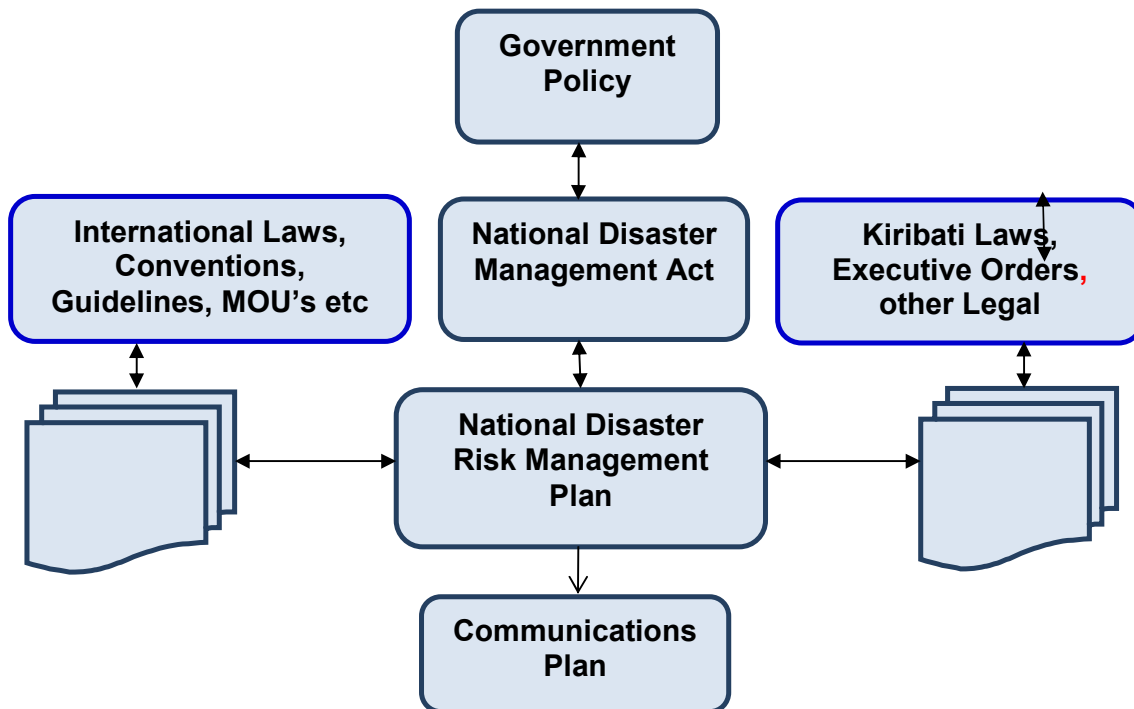 Government
Policy
International Laws,
Conventions,
Guidelines, MOU’s etc
National Disaster
Management Act
Kiribati Laws,
Executive Orders,
other Legal
National Disaster
Risk Management
Plan
Communications
Plan